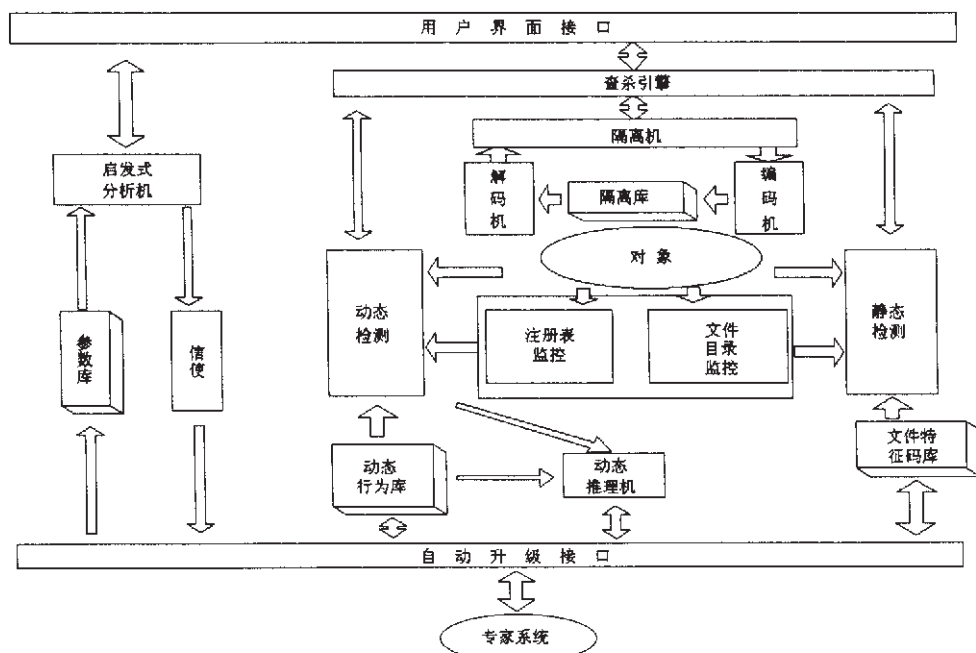 用户界面接口
查杀引擎
隔离机
启发式
分析机
解
码
机
隔离库
编
码
机
对象
动态
检测
注册表
监控
文件
目录
监控
静态
检测
参
数
库
信
使
动态
行为库
动态
推理机
文件特
征码库
自动升级接口
专家系统